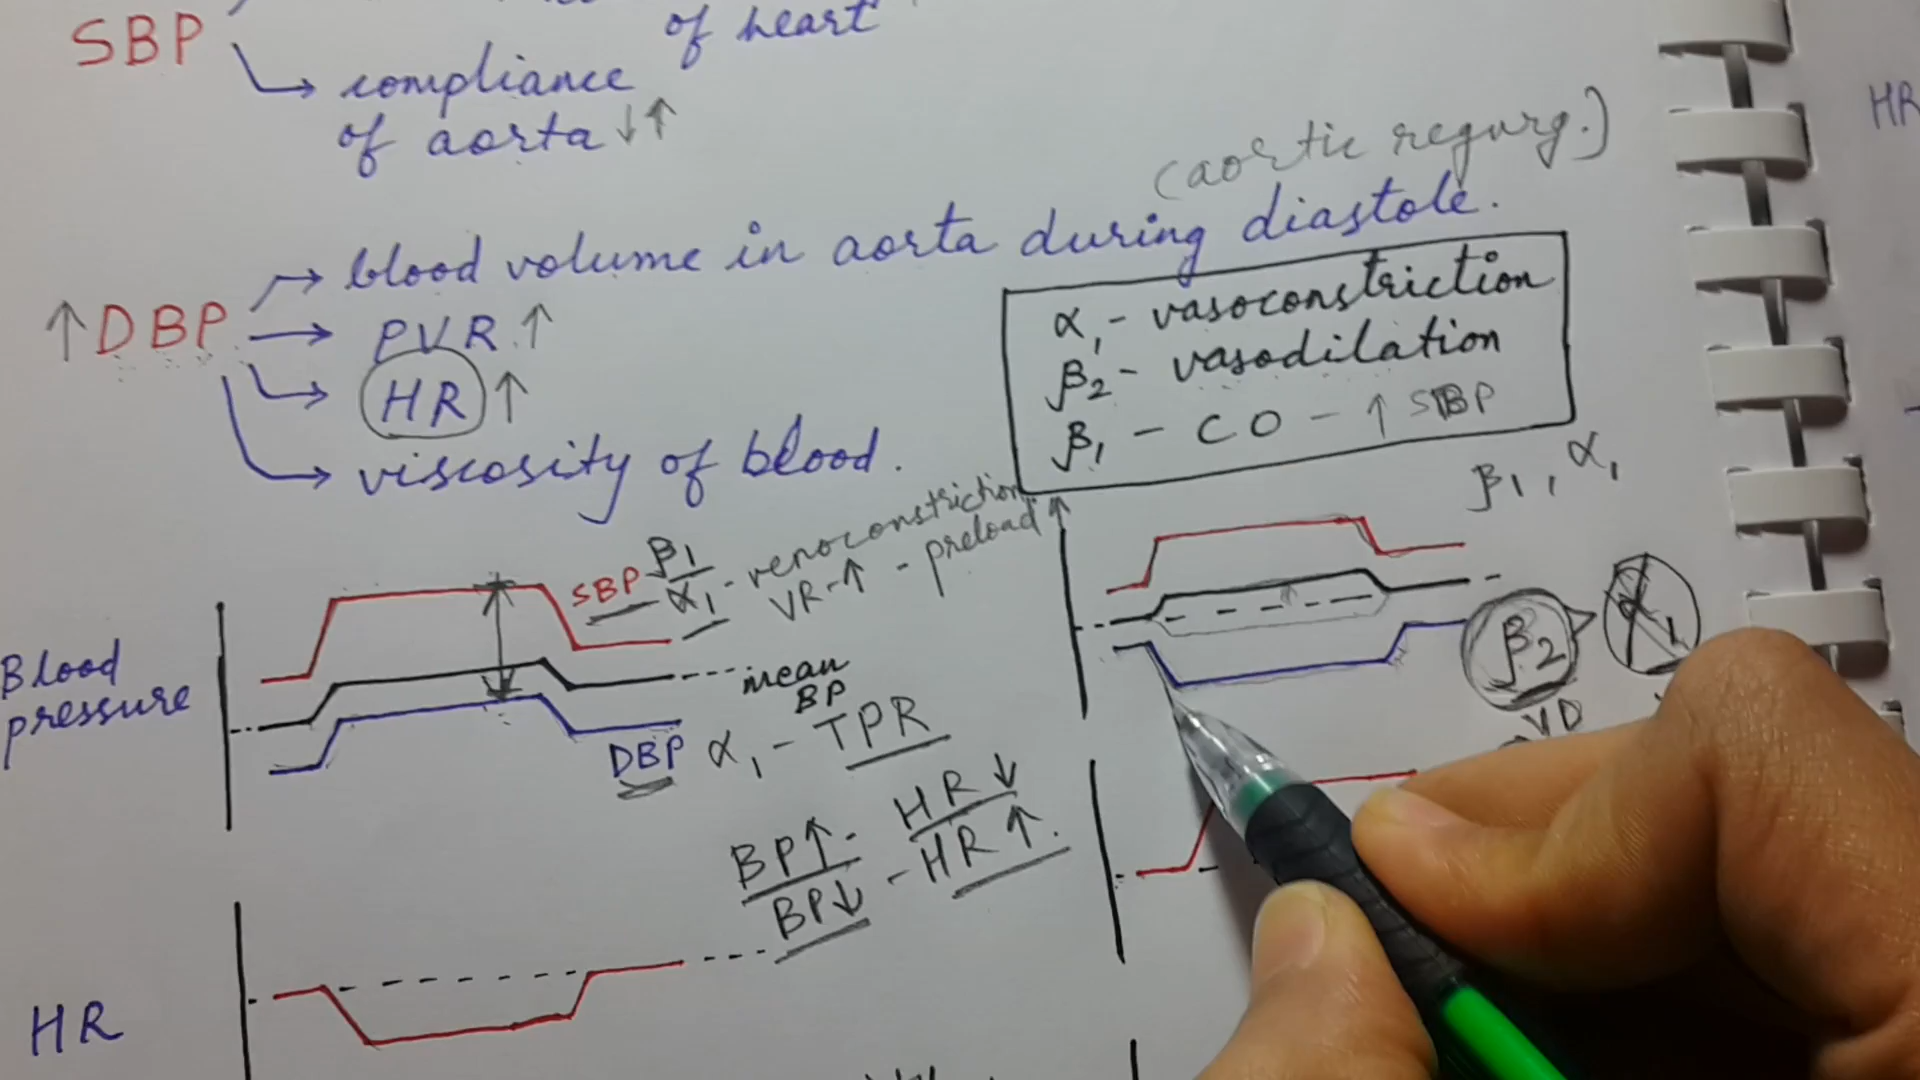 of heart
SBP
compliance
of aorta ↓↑
HR
(aortic regurg.)
blood volume in aorta during diastole.
↑DBP
PVR ↑
HR ↑
viscosity of blood.
α1 - vasoconstriction
β2 - vasodilation
β1 - CO - ↑ SBP
β1, α1
SBP β1
α1 - venoconstriction
VR-↑ - preload ↑
Blood
pressure
mean
BP
DBP α1 - TPR
β2
α1
VD
BP↑ - HR↓
BP↓ - HR↑.
HR